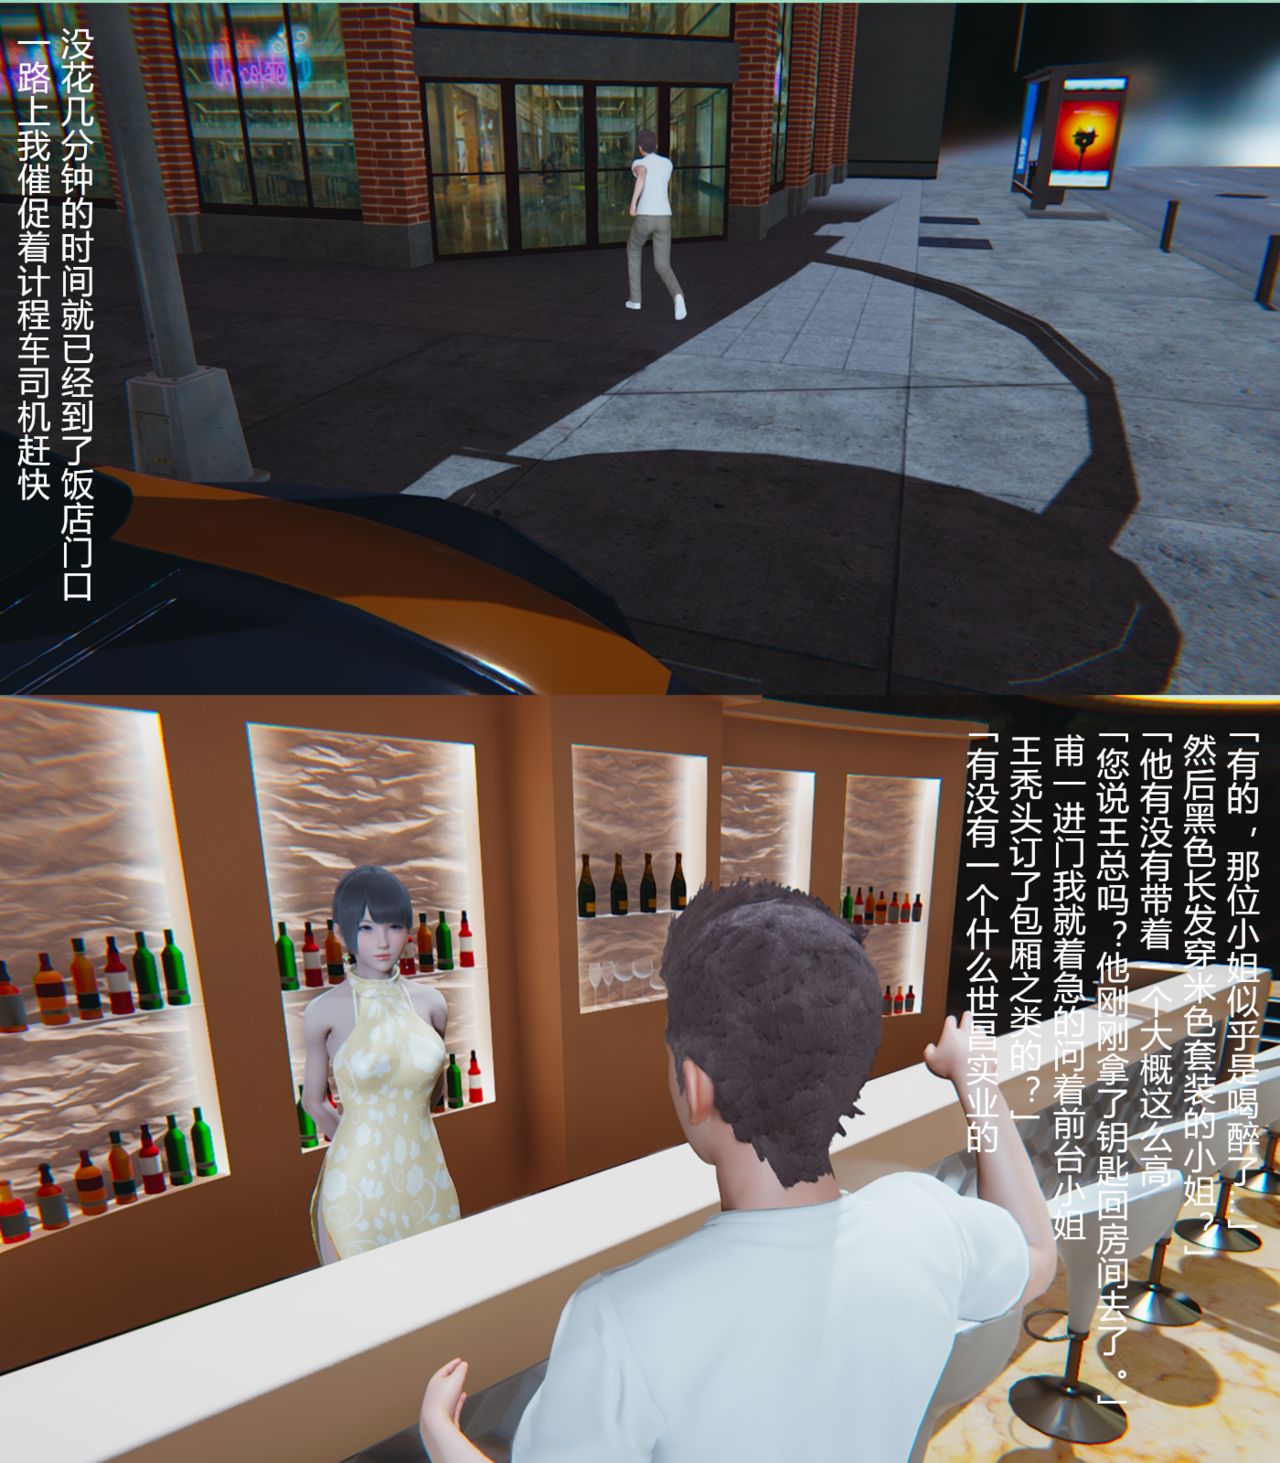 一路上我催促着计程车司机赶快
没花几分钟的时间就已经到了饭店门口
「有没有一个什么世昌实业的
王秃头订了包厢之类的？」
甫一进门我就着急的问着前台小姐
「您说王总吗？他刚刚拿了钥匙回房间去了。」
「他有没有带着一个大概这么高
然后黑色长发穿米色套装的小姐？」
「有的，那位小姐似乎是喝醉了…」